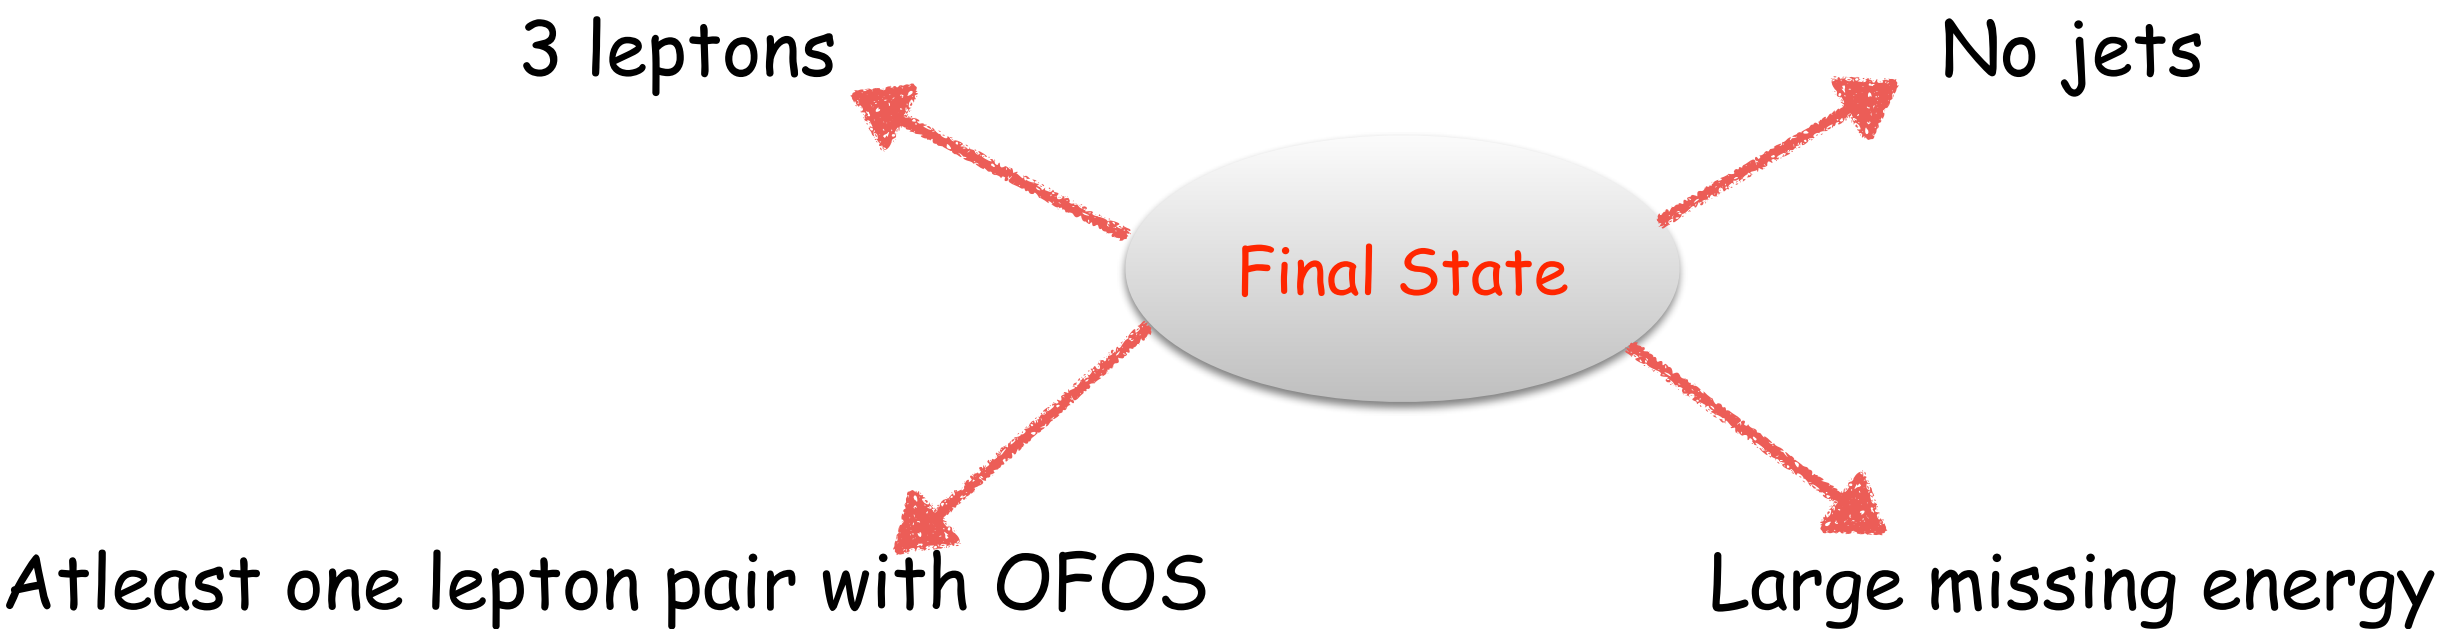 3 leptons
No jets
Final State
Atleast one lepton pair with OFOS
Large missing energy